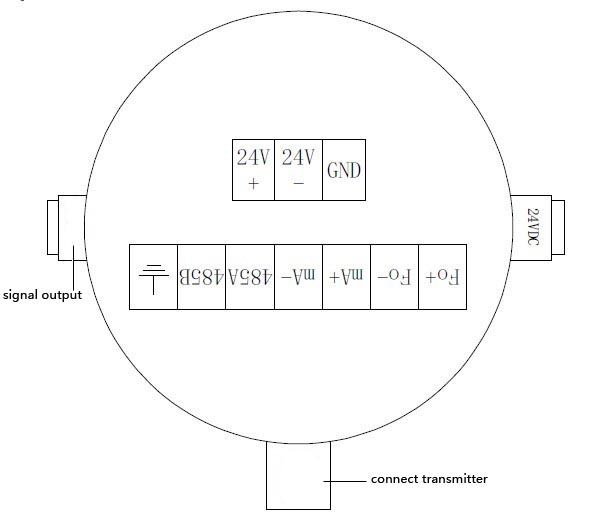 24V
+
24V
-
GND
24VDC
485B
485A
mA-
mA+
Fo-
Fo+
signal output
connect transmitter